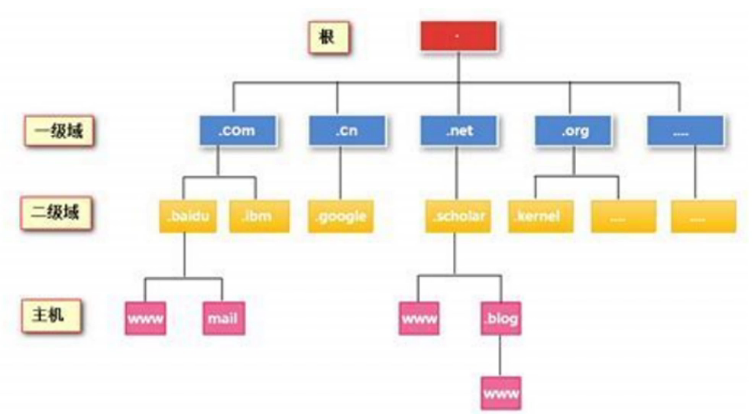 根 .
一级域 .com .cn .net .org ....
二级域 .baidu .ibm .google .scholar .kernel .... ....
主机 www mail www .blog
www